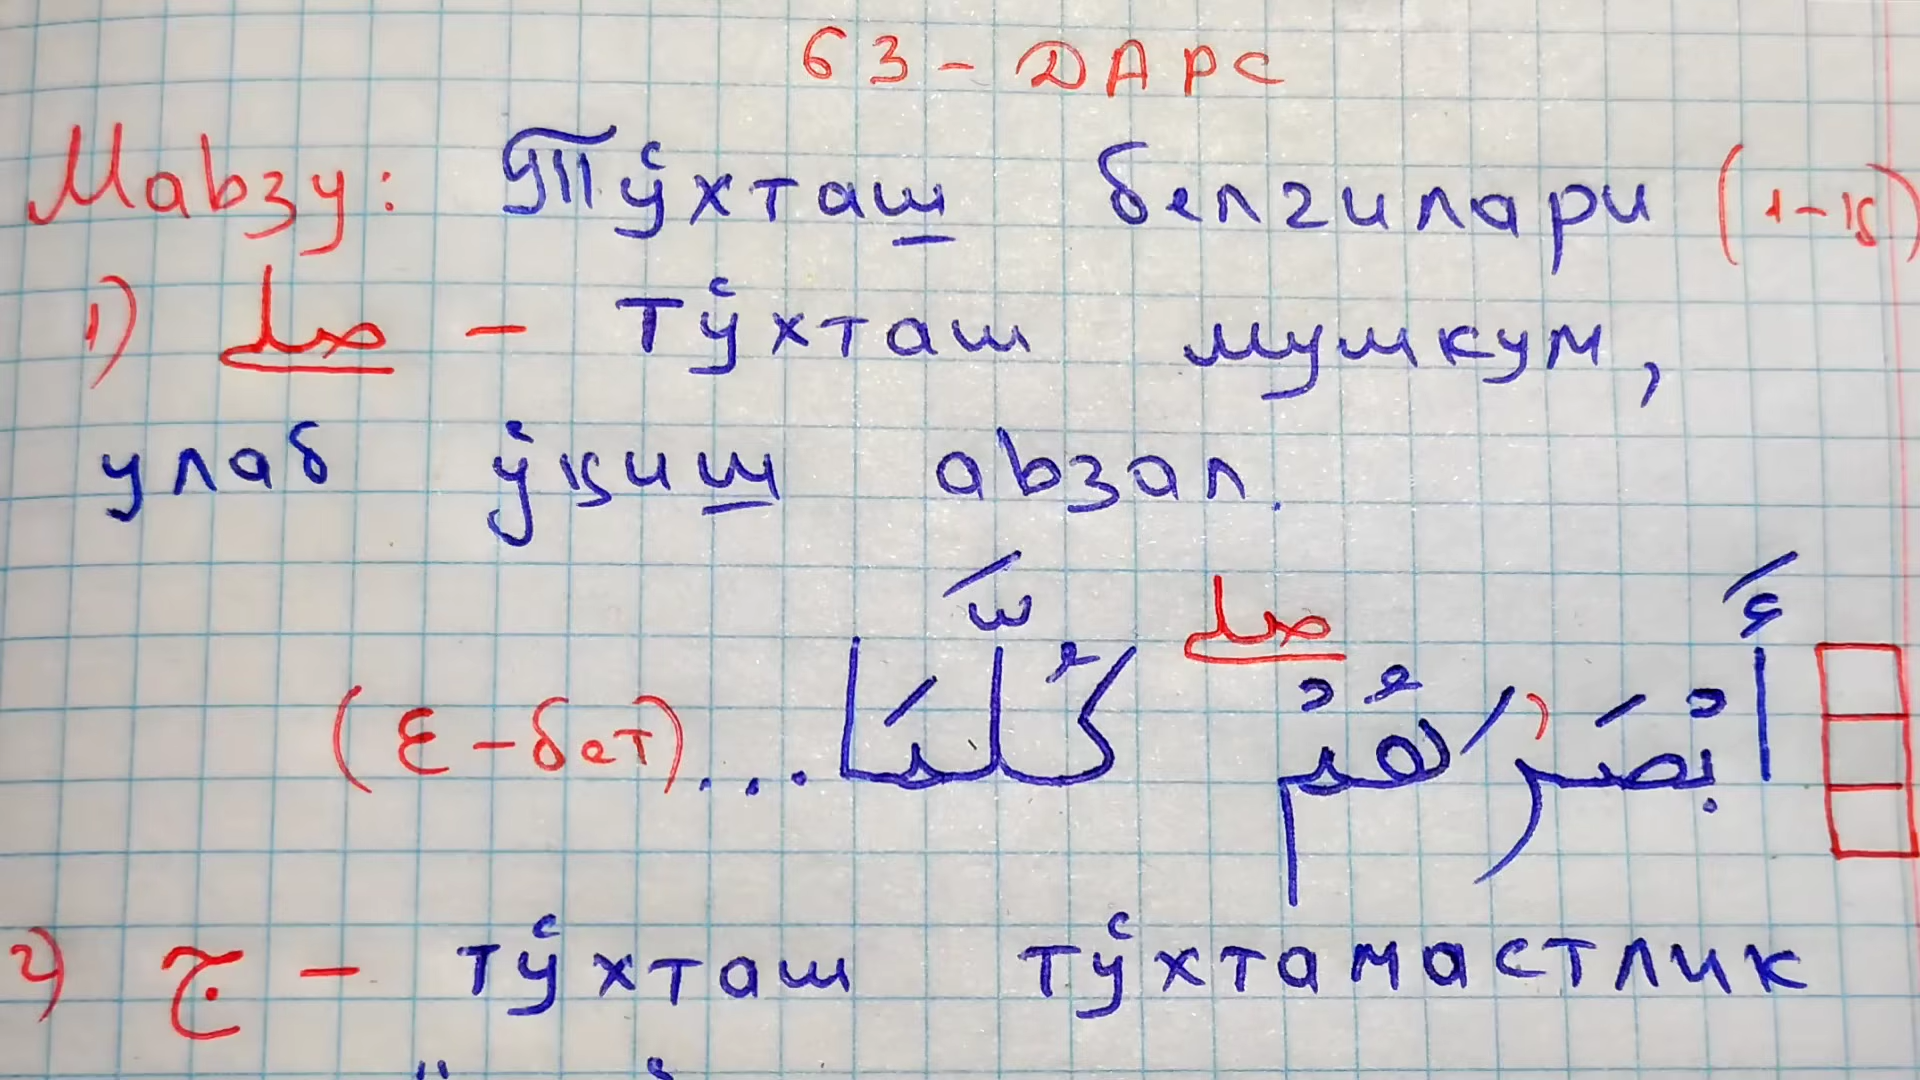 63 - ДАРС
Мавзу: Тўхташ белгилари (1-қ)
1) صلے - тўхташ мумкум,
улаб ўқиш авзал.
أَبْصَٰرَهُمْ صلے كُلَّمَا ... (٤-бет)
2) ج - тўхташ тўхтамастлик